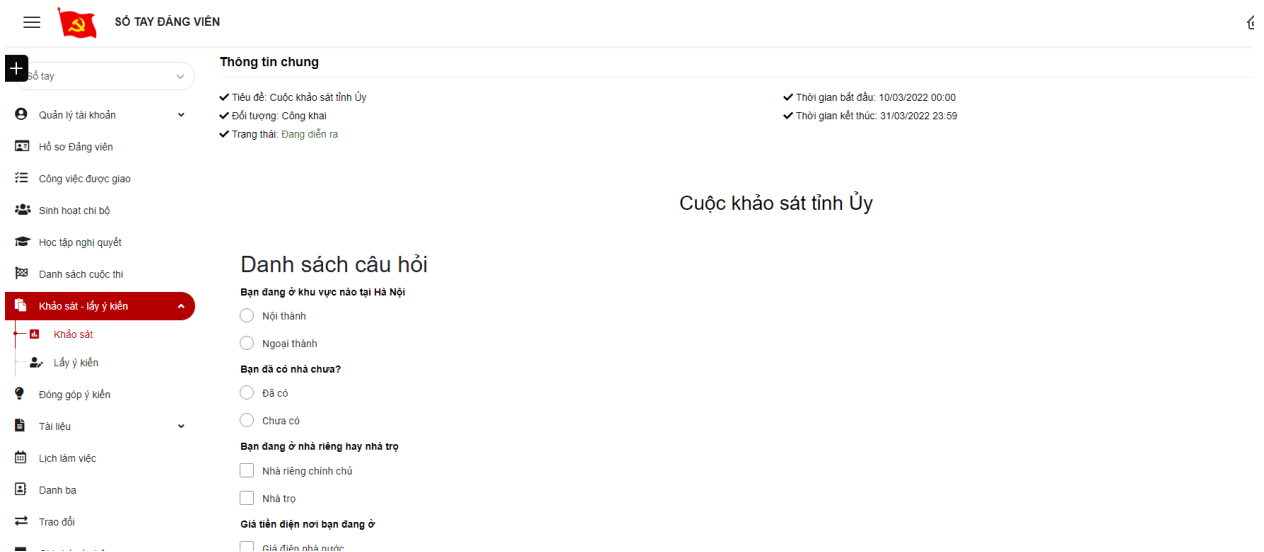 SỔ TAY ĐẢNG VIÊN
Sổ tay
Quản lý tài khoản
Hồ sơ Đảng viên
Công việc được giao
Sinh hoạt chi bộ
Học tập nghị quyết
Danh sách cuộc thi
Khảo sát - lấy ý kiến
Khảo sát
Lấy ý kiến
Đóng góp ý kiến
Tài liệu
Lịch làm việc
Danh bạ
Trao đổi
Thông tin chung
Tiêu đề: Cuộc khảo sát tỉnh Ủy
Đối tượng: Công khai
Trạng thái: Đang diễn ra
Thời gian bắt đầu: 10/03/2022 00:00
Thời gian kết thúc: 31/03/2022 23:59
Cuộc khảo sát tỉnh Ủy
Danh sách câu hỏi
Bạn đang ở khu vực nào tại Hà Nội
Nội thành
Ngoại thành
Bạn đã có nhà chưa?
Đã có
Chưa có
Bạn đang ở nhà riêng hay nhà trọ
Nhà riêng chính chủ
Nhà trọ
Giá tiền điện nơi bạn đang ở
Giá điện nhà nước